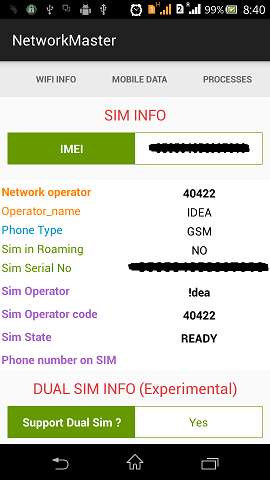 1 H 2 R 99% 8:40
NetworkMaster
WIFI INFO MOBILE DATA PROCESSES
SIM INFO
IMEI
Network operator 40422
Operator_name IDEA
Phone Type GSM
Sim in Roaming NO
Sim Serial No
Sim Operator !dea
Sim Operator code 40422
Sim State READY
Phone number on SIM
DUAL SIM INFO (Experimental)
Support Dual Sim ? Yes